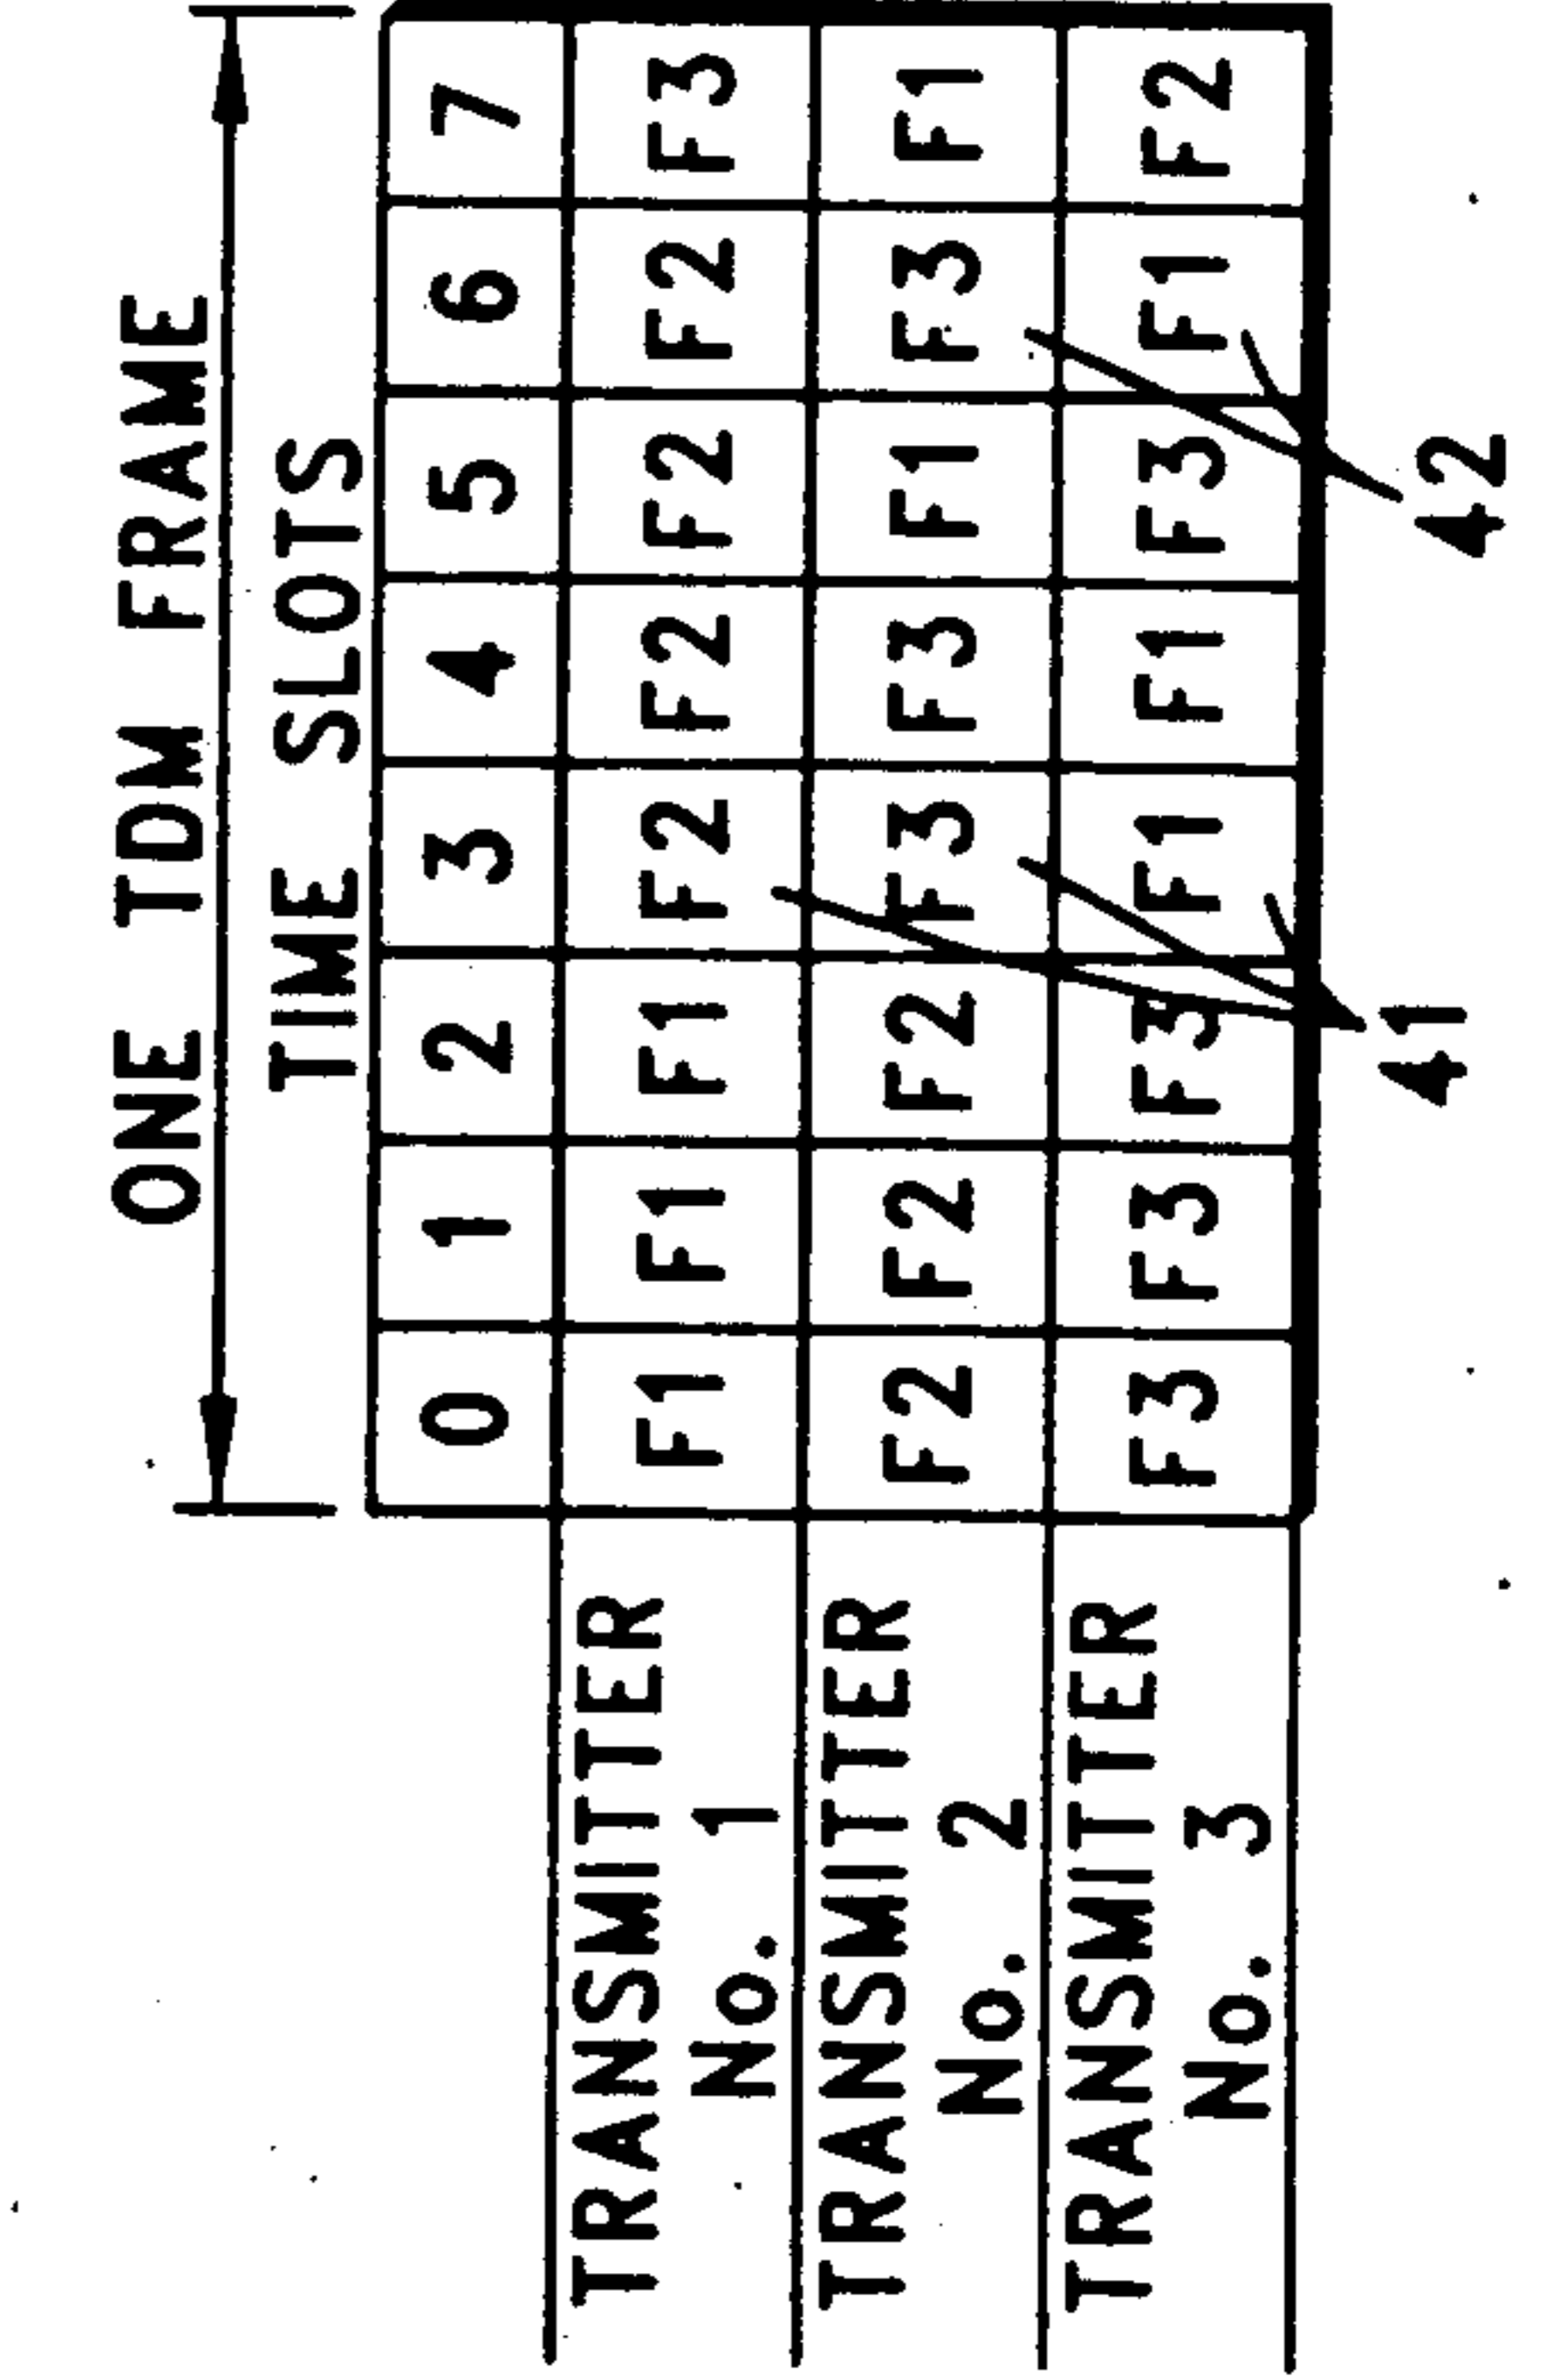 ONE TDM FRAME
TIME SLOTS
0 1 2 3 4 5 6 7
TRANSMITTER
No. 1
F1 F1 F1 F2 F2 F2 F2 F3
TRANSMITTER
No. 2
F2 F2 F2 F3 F3 F1 F3 F1
TRANSMITTER
No. 3
F3 F3 F3 F1 F1 F3 F1 F2
41
42